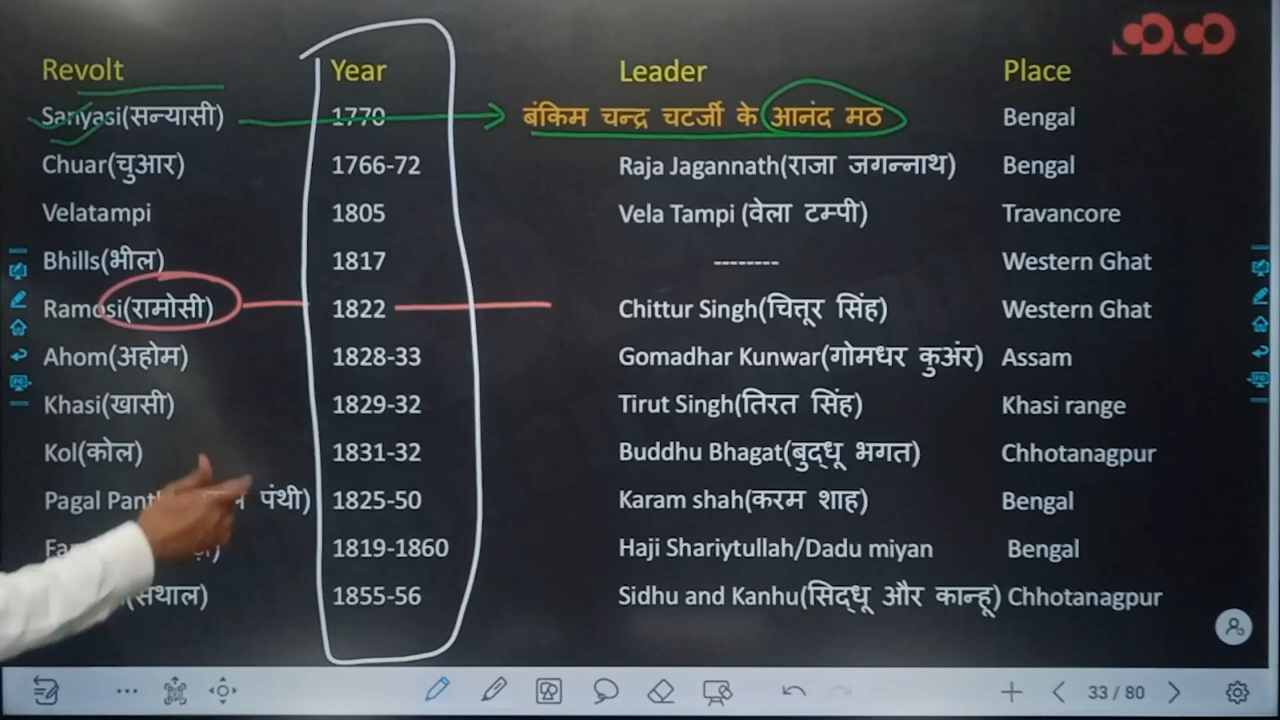 Revolt Year Leader Place
Sanyasi(सन्यासी) 1770 बंकिम चन्द्र चटर्जी के आनंद मठ Bengal
Chuar(चुआर) 1766-72 Raja Jagannath(राजा जगन्नाथ) Bengal
Velatampi 1805 Vela Tampi (वेला टम्पी) Travancore
Bhills(भील) 1817 -------- Western Ghat
Ramosi(रामोसी) 1822 Chittur Singh(चित्तूर सिंह) Western Ghat
Ahom(अहोम) 1828-33 Gomadhar Kunwar(गोमधर कुअंर) Assam
Khasi(खासी) 1829-32 Tirut Singh(तिरत सिंह) Khasi range
Kol(कोल) 1831-32 Buddhu Bhagat(बुद्धू भगत) Chhotanagpur
Pagal पंथी) 1825-50 Karam shah(करम शाह) Bengal
1819-1860 Haji Shariytullah/Dadu miyan Bengal
(संथाल) 1855-56 Sidhu and Kanhu(सिद्धू और कान्हू) Chhotanagpur
33 / 80